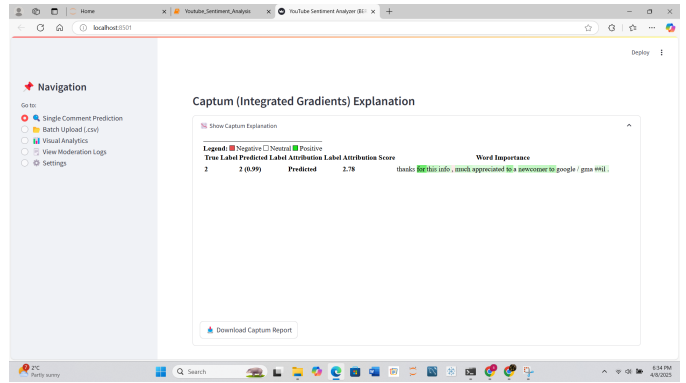 Home
Youtube_Sentiment_Analysis
YouTube Sentiment Analyzer (BER
localhost:8501
Deploy
Navigation
Go to:
Single Comment Prediction
Batch Upload (.csv)
Visual Analytics
View Moderation Logs
Settings
Captum (Integrated Gradients) Explanation
Show Captum Explanation
Legend: Negative Neutral Positive
True Label Predicted Label Attribution Label Attribution Score Word Importance
2 2 (0.99) Predicted 2.78 thanks for this info , much appreciated to a newcomer to google / gma ##il .
Download Captum Report
2°C
Partly sunny
Search
6:34 PM
4/8/2025